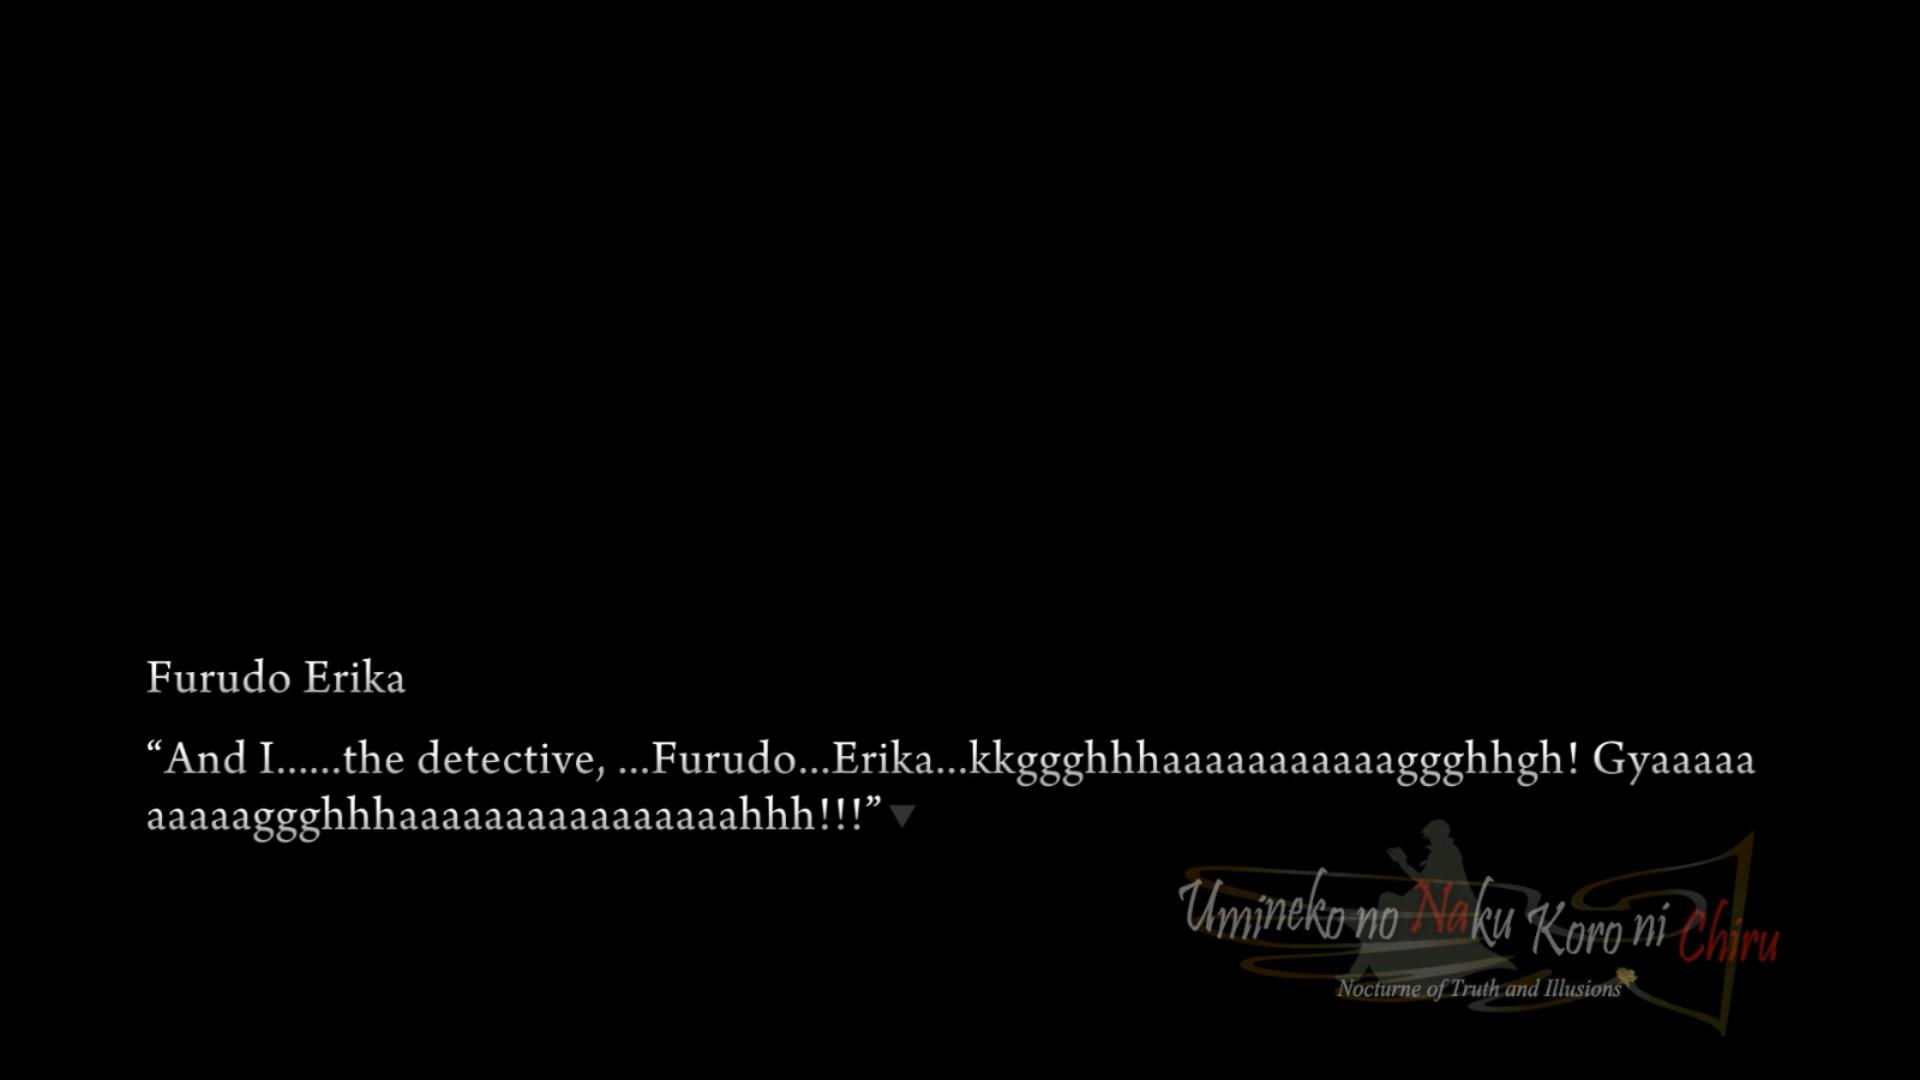 Furudo Erika
“And I......the detective, ...Furudo...Erika...kkggghhhaaaaaaaaaaaggghhgh! Gyaaaaa
aaaaaggghhhaaaaaaaaaaaaaaaahhh!!!”
Umineko no Naku Koro ni Chiru
Nocturne of Truth and Illusions